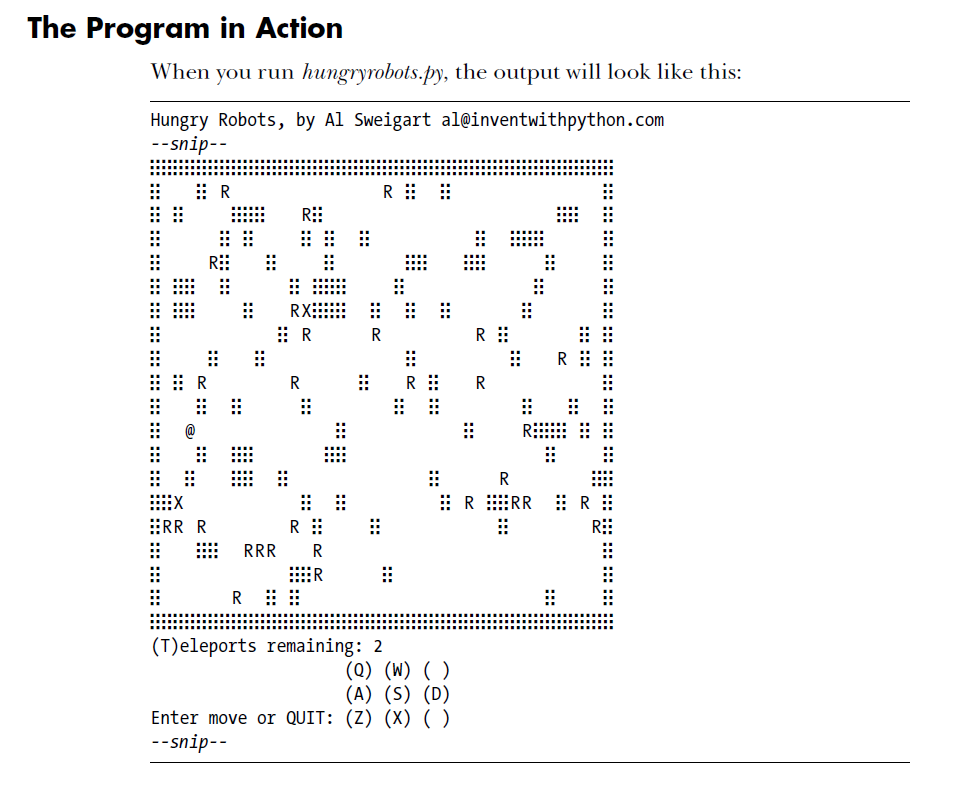 The Program in Action
When you run hungryrobots.py, the output will look like this:
Hungry Robots, by Al Sweigart al@inventwithpython.com
--snip--
░░░░░░░░░░░░░░░░░░░░░░░░░░░░░░░░░░░░░░░░
░   ░ R             R ░  ░             ░
░ ░    ░░░   R░                    ░░  ░
░     ░ ░    ░ ░  ░         ░  ░░░     ░
░    R░   ░    ░      ░░   ░░     ░    ░
░ ░░  ░     ░ ░░░    ░           ░     ░
░ ░░    ░   RX░░░  ░  ░  ░      ░      ░
░          ░ R     R        R ░      ░ ░
░    ░   ░            ░        ░   R ░ ░
░ ░ R       R     ░   R ░   R          ░
░   ░  ░     ░       ░  ░       ░   ░  ░
░  @            ░          ░    R░░░ ░ ░
░   ░  ░░      ░░                 ░    ░
░  ░   ░░  ░            ░     R       ░░
░░X          ░  ░        ░ R ░░RR  ░ R ░
░RR R       R ░    ░          ░       R░
░   ░░  RRR   R                        ░
░           ░░R     ░                  ░
░      R  ░ ░                     ░    ░
░░░░░░░░░░░░░░░░░░░░░░░░░░░░░░░░░░░░░░░░
(T)eleports remaining: 2
(Q) (W) ( )
(A) (S) (D)
Enter move or QUIT: (Z) (X) ( )
--snip--